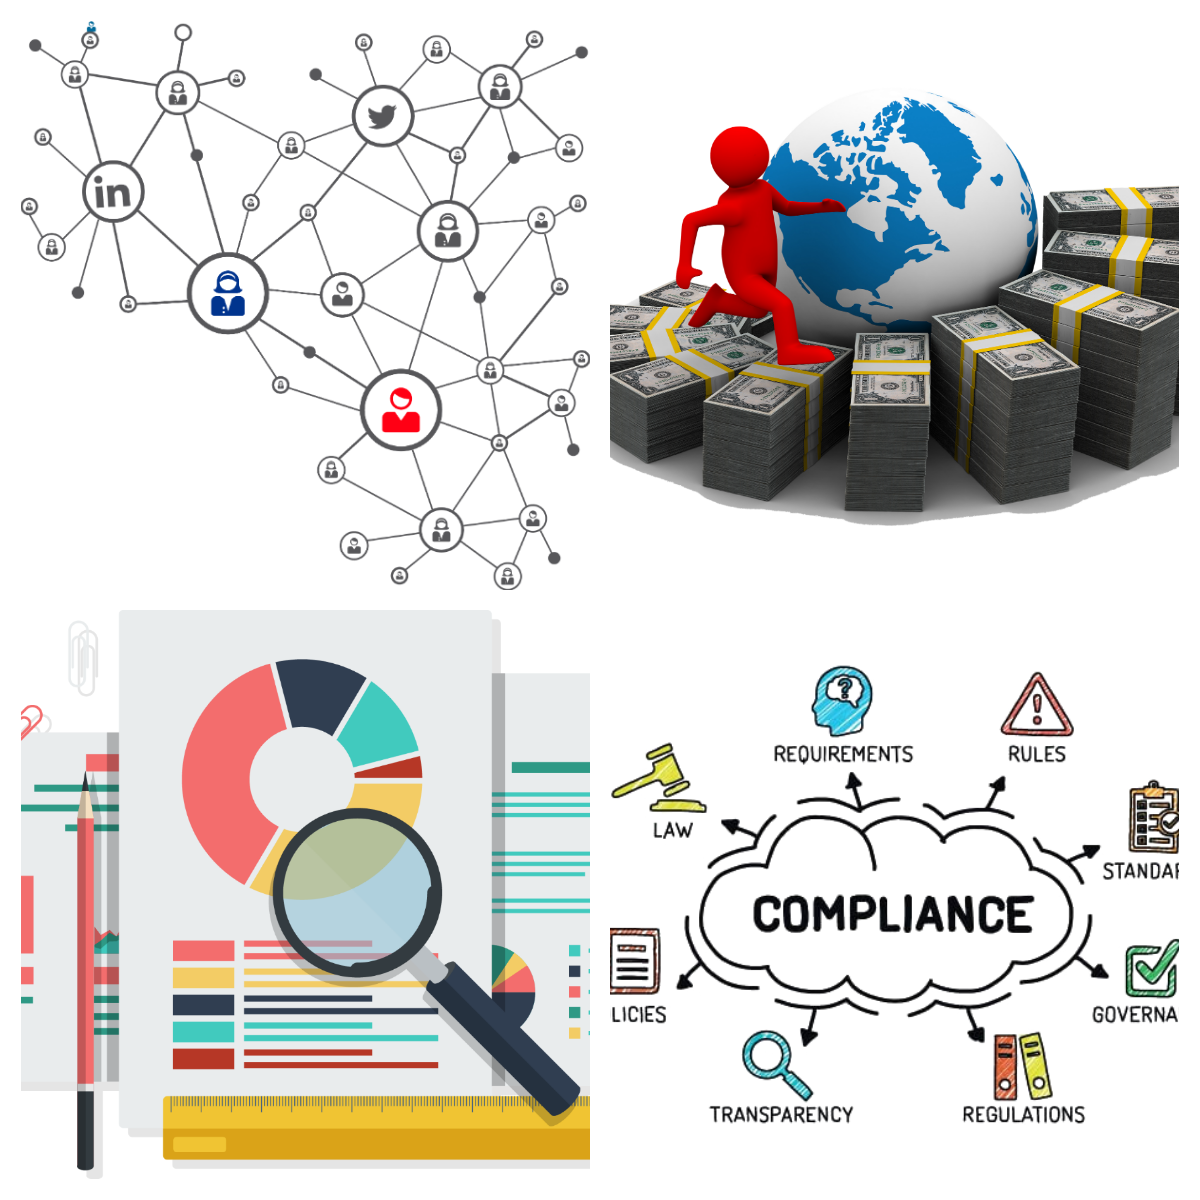 in
REQUIREMENTS
RULES
LAW
STANDAR
COMPLIANCE
LICIES
GOVERNA
TRANSPARENCY
REGULATIONS